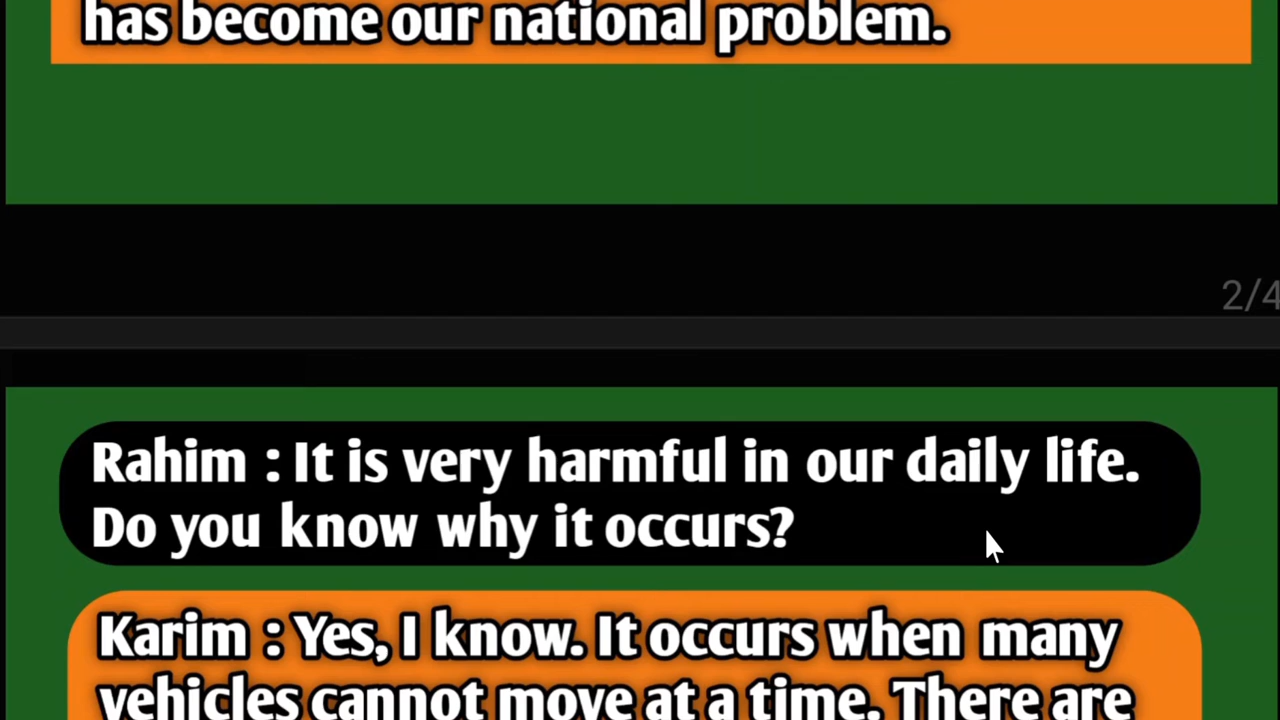 has become our national problem.
2/4
Rahim : It is very harmful in our daily life.
Do you know why it occurs?
Karim : Yes, I know. It occurs when many
vehicles cannot move at a time. There are